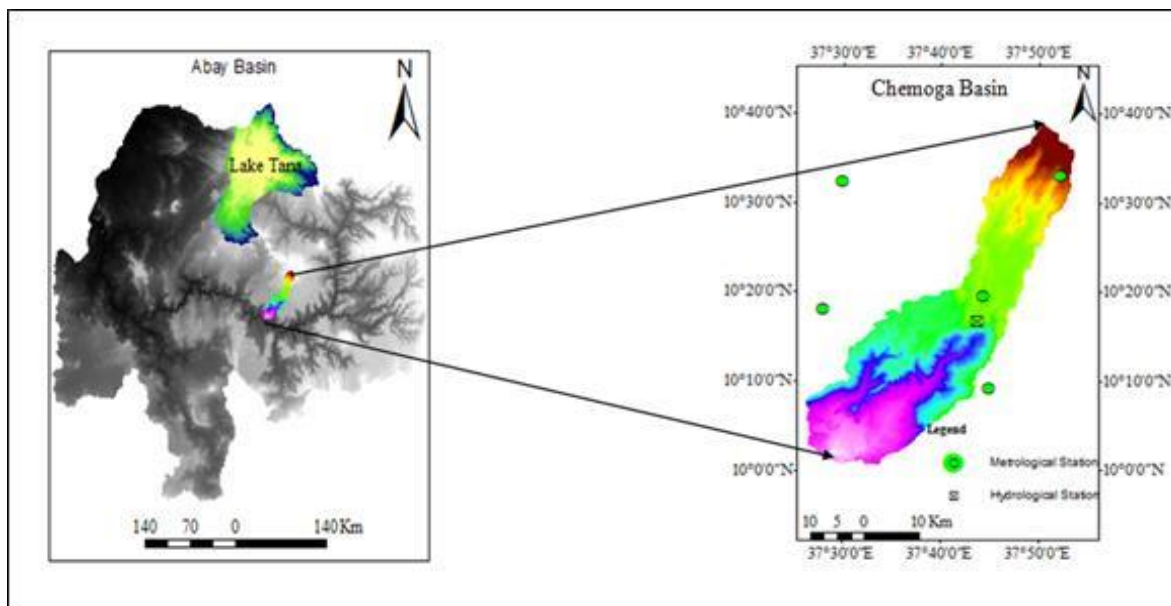 Abay Basin
N
Lake Tana
140 70 0 140 Km
37°30'0"E 37°40'0"E 37°50'0"E
Chemoga Basin
N
10°40'0"N 10°40'0"N
10°30'0"N 10°30'0"N
10°20'0"N 10°20'0"N
10°10'0"N 10°10'0"N
10°0'0"N 10°0'0"N
Legend
Metrological Station
Hydrological Station
10 5 0 10 Km
37°30'0"E 37°40'0"E 37°50'0"E